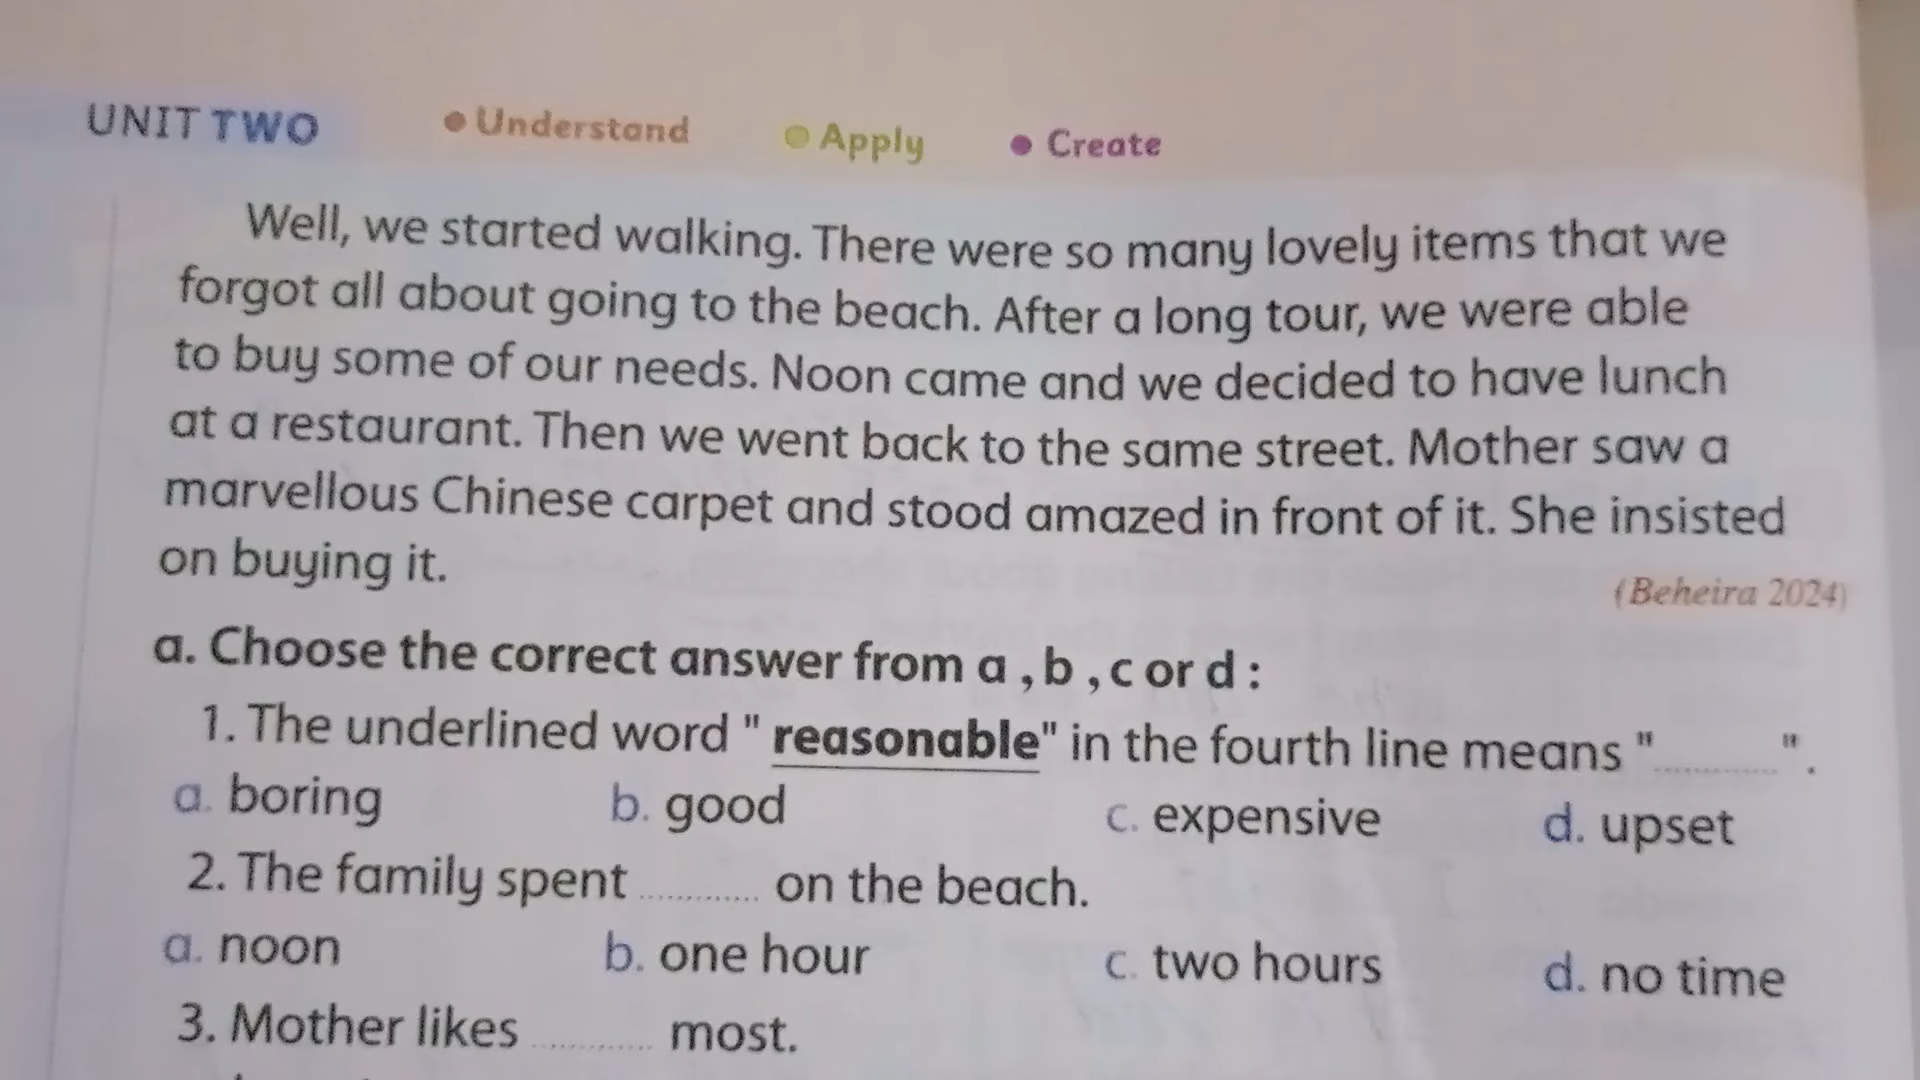 UNIT TWO • Understand • Apply • Create
Well, we started walking. There were so many lovely items that we
forgot all about going to the beach. After a long tour, we were able
to buy some of our needs. Noon came and we decided to have lunch
at a restaurant. Then we went back to the same street. Mother saw a
marvellous Chinese carpet and stood amazed in front of it. She insisted
on buying it.
(Beheira 2024)
a. Choose the correct answer from a , b , c or d :
1. The underlined word " reasonable" in the fourth line means "............".
a. boring b. good c. expensive d. upset
2. The family spent ............ on the beach.
a. noon b. one hour c. two hours d. no time
3. Mother likes ............ most.